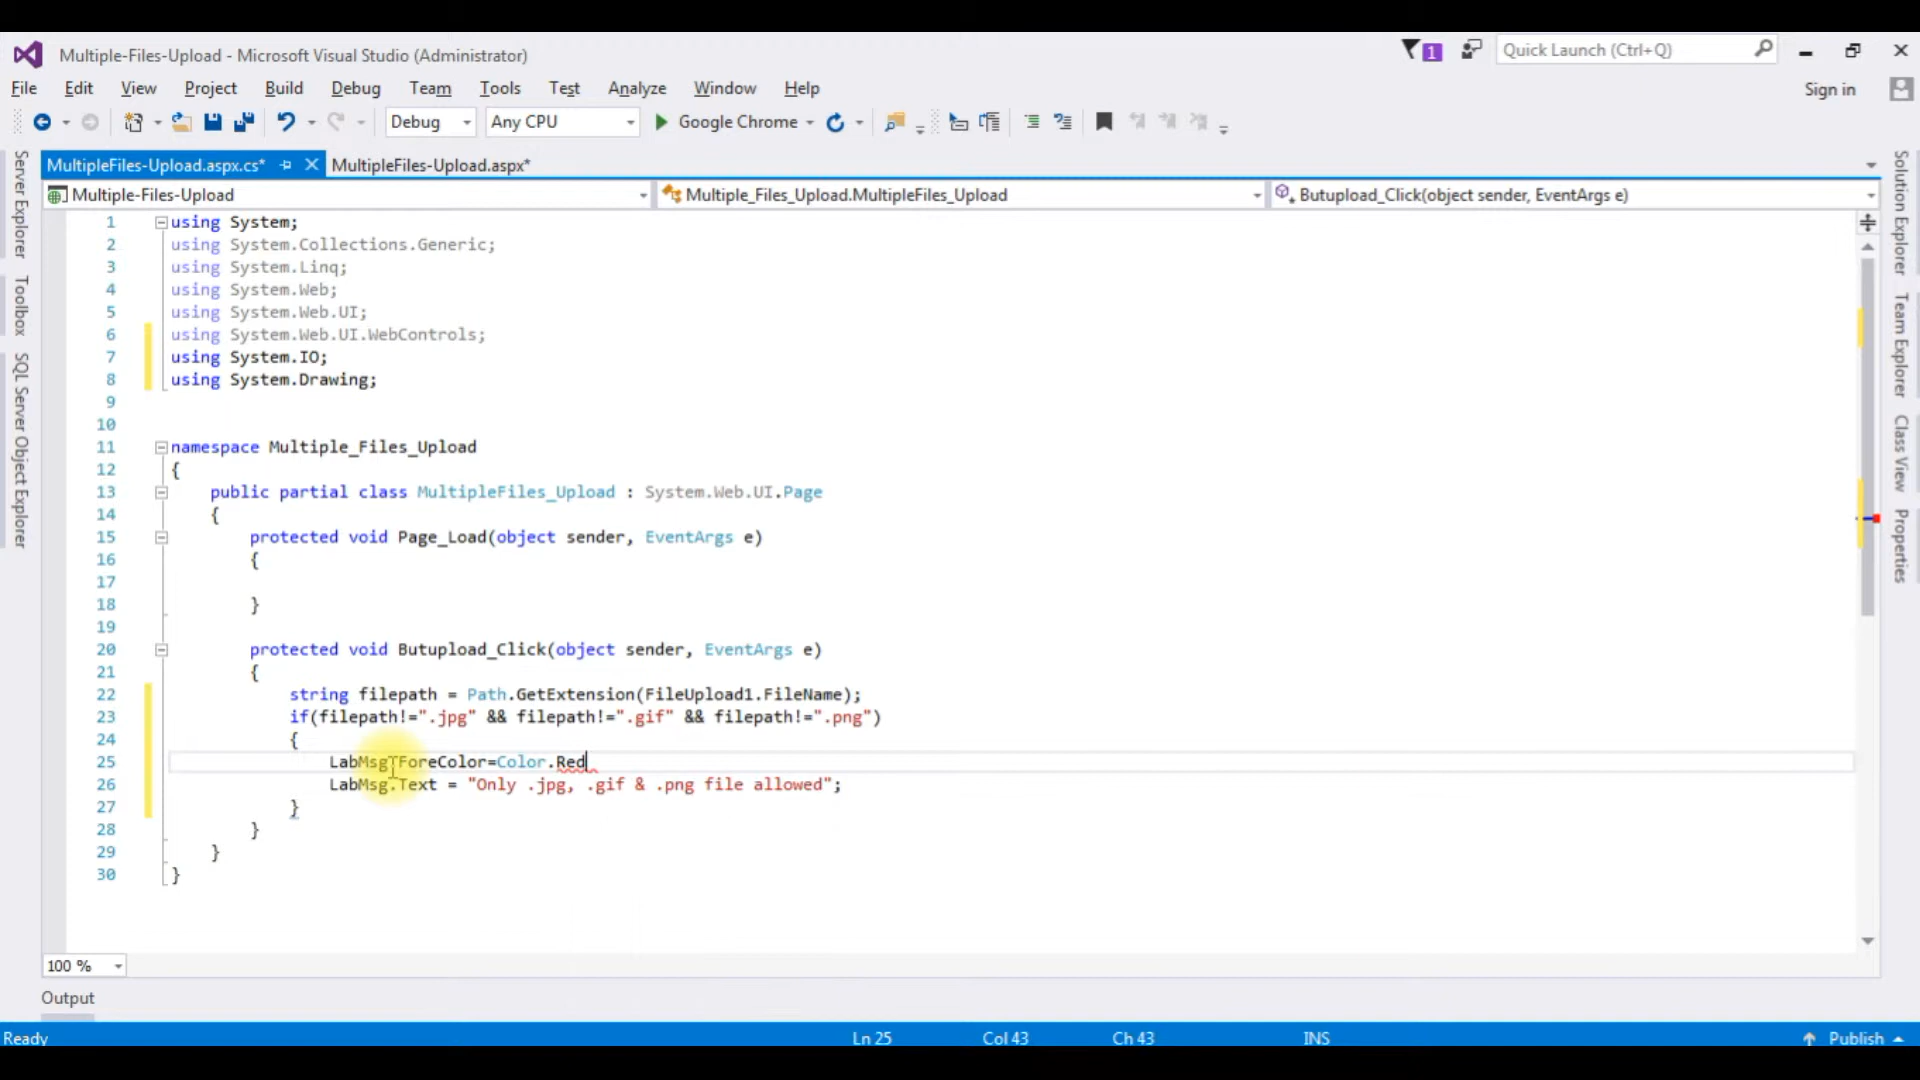 Multiple-Files-Upload - Microsoft Visual Studio (Administrator)
1
Quick Launch (Ctrl+Q)
File Edit View Project Build Debug Team Tools Test Analyze Window Help
Sign in
Debug Any CPU Google Chrome
MultipleFiles-Upload.aspx.cs* MultipleFiles-Upload.aspx*
Multiple-Files-Upload Multiple_Files_Upload.MultipleFiles_Upload Butupload_Click(object sender, EventArgs e)
Server Explorer
Toolbox
SQL Server Object Explorer
1 using System;
2 using System.Collections.Generic;
3 using System.Linq;
4 using System.Web;
5 using System.Web.UI;
6 using System.Web.UI.WebControls;
7 using System.IO;
8 using System.Drawing;
9
10
11 namespace Multiple_Files_Upload
12 {
13 public partial class MultipleFiles_Upload : System.Web.UI.Page
14 {
15 protected void Page_Load(object sender, EventArgs e)
16 {
17
18 }
19
20 protected void Butupload_Click(object sender, EventArgs e)
21 {
22 string filepath = Path.GetExtension(FileUpload1.FileName);
23 if(filepath!=".jpg" && filepath!=".gif" && filepath!=".png")
24 {
25 LabMsg.ForeColor=Color.Red
26 LabMsg.Text = "Only .jpg, .gif & .png file allowed";
27 }
28 }
29 }
30 }
Solution Explorer
Team Explorer
Class View
Properties
100 %
Output
Ready Ln 25 Col 43 Ch 43 INS Publish